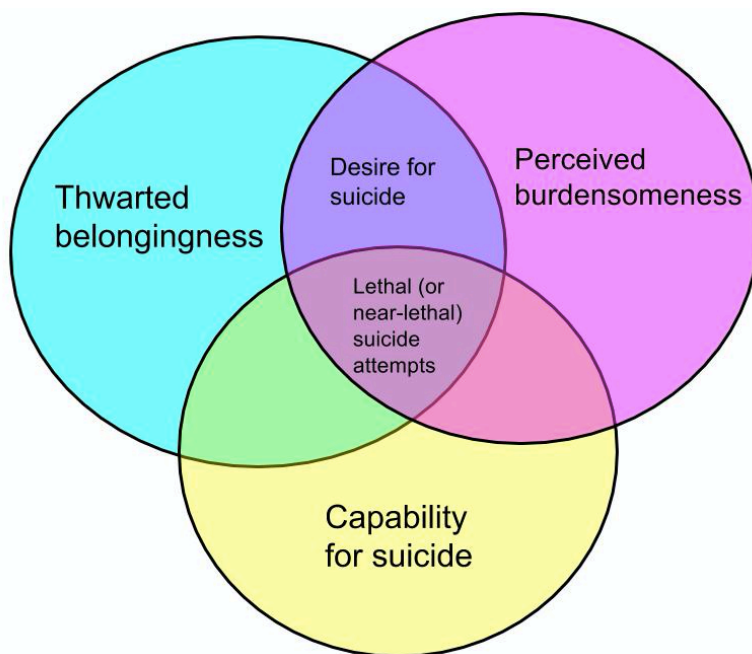 Thwarted
belongingness
Desire for
suicide
Perceived
burdensomeness
Lethal (or
near-lethal)
suicide
attempts
Capability
for suicide